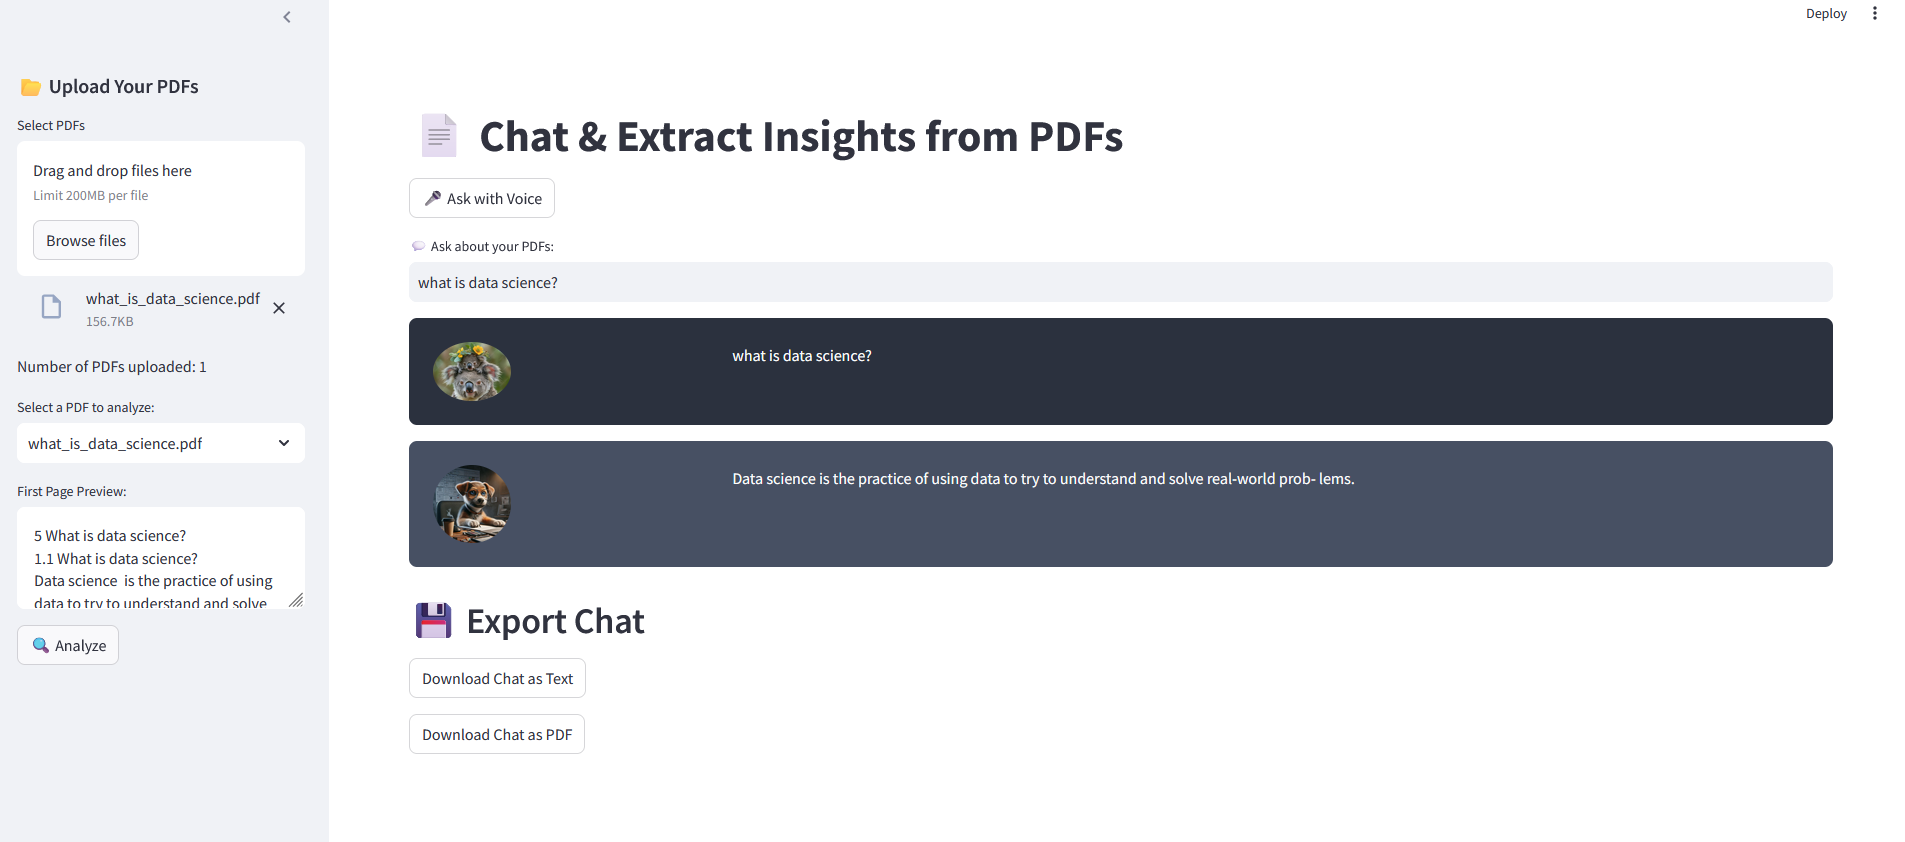 Deploy
Upload Your PDFs
Select PDFs
Drag and drop files here
Limit 200MB per file
Browse files
what_is_data_science.pdf
156.7KB
Number of PDFs uploaded: 1
Select a PDF to analyze:
what_is_data_science.pdf
First Page Preview:
5 What is data science?
1.1 What is data science?
Data science  is the practice of using
data to try to understand and solve
Analyze
Chat & Extract Insights from PDFs
Ask with Voice
Ask about your PDFs:
what is data science?
what is data science?
Data science is the practice of using data to try to understand and solve real-world prob- lems.
Export Chat
Download Chat as Text
Download Chat as PDF